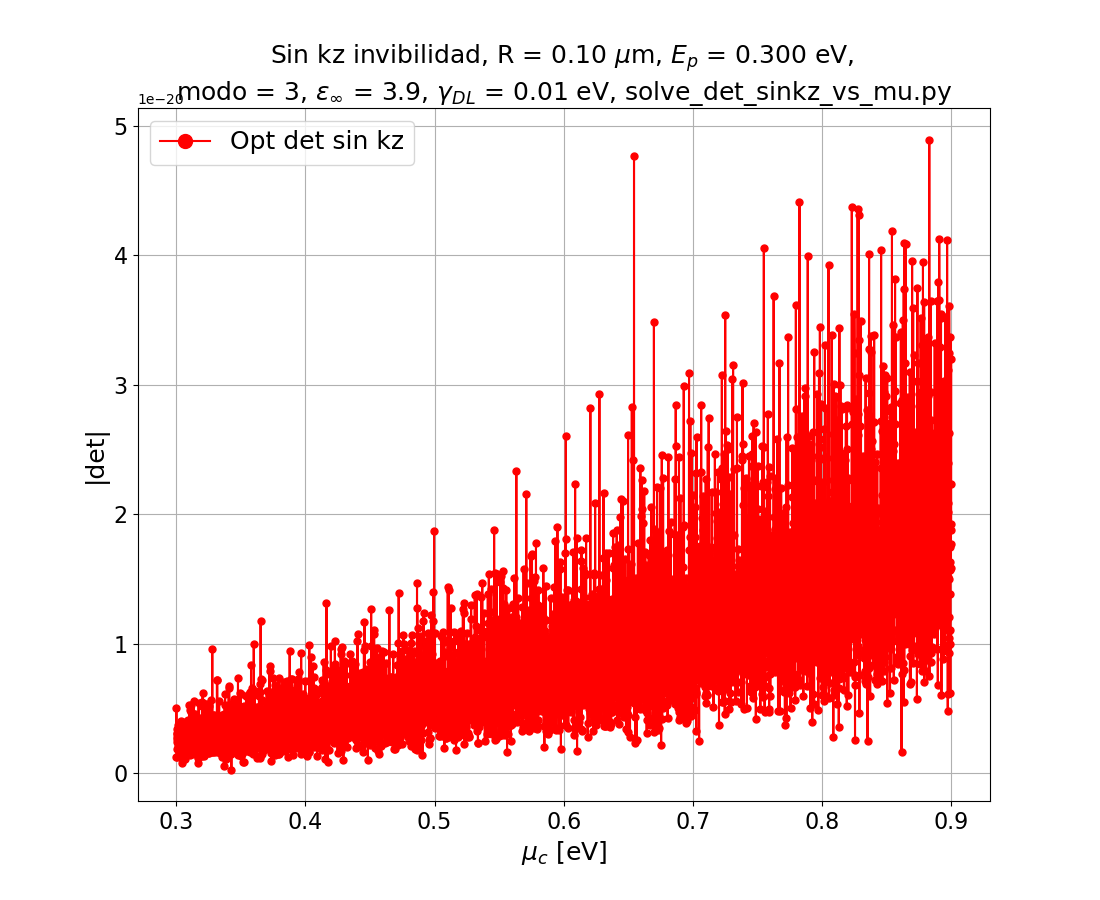 Sin kz invibilidad, R = 0.10 μm, E_p = 0.300 eV,
modo = 3, ε_∞ = 3.9, γ_DL = 0.01 eV, solve_det_sinkz_vs_mu.py
1e−20
Opt det sin kz
5
4
3
2
1
0
|det|
0.3 0.4 0.5 0.6 0.7 0.8 0.9
μ_c [eV]